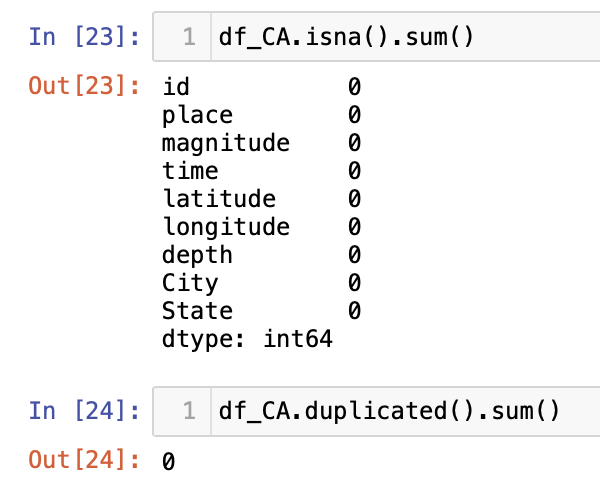 In [23]: 1 df_CA.isna().sum()
Out[23]: id 0
place 0
magnitude 0
time 0
latitude 0
longitude 0
depth 0
City 0
State 0
dtype: int64
In [24]: 1 df_CA.duplicated().sum()
Out[24]: 0